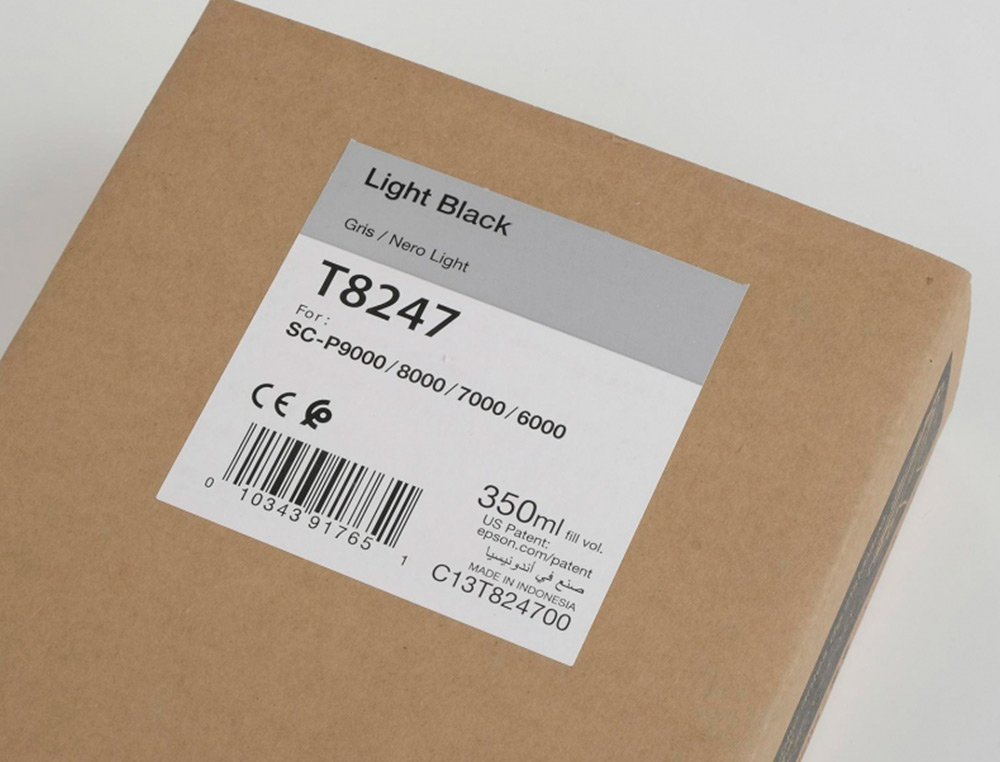 Light Black
Gris / Nero Light
T8247
For:
SC-P9000/8000/7000/6000
CE
0 10343 91765 1
350ml fill vol.
US Patent:
epson.com/patent
صنع في أندونيسيا
MADE IN INDONESIA
C13T824700